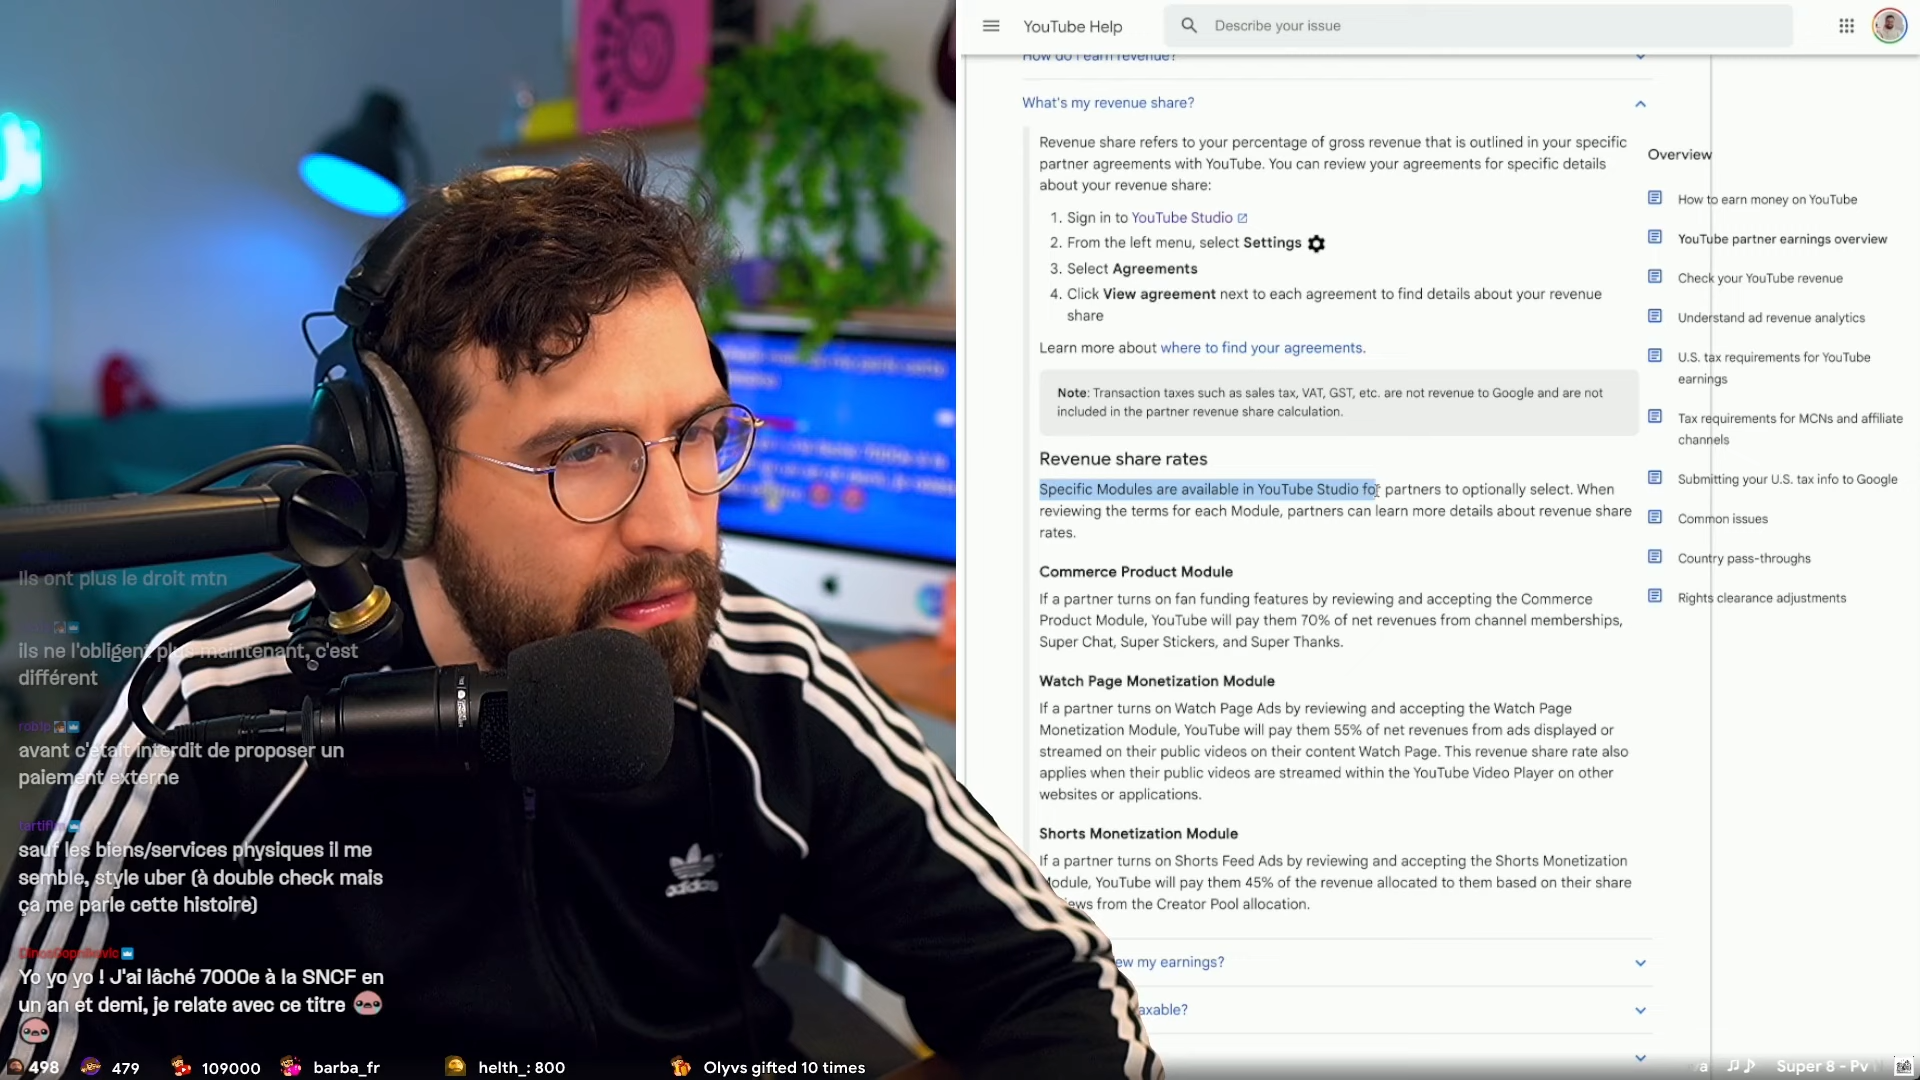 YouTube Help
Describe your issue
How do I earn revenue?
What's my revenue share?
Revenue share refers to your percentage of gross revenue that is outlined in your specific
partner agreements with YouTube. You can review your agreements for specific details
about your revenue share:
1. Sign in to YouTube Studio
2. From the left menu, select Settings
3. Select Agreements
4. Click View agreement next to each agreement to find details about your revenue
share
Learn more about where to find your agreements.
Note: Transaction taxes such as sales tax, VAT, GST, etc. are not revenue to Google and are not
included in the partner revenue share calculation.
Revenue share rates
Specific Modules are available in YouTube Studio for partners to optionally select. When
reviewing the terms for each Module, partners can learn more details about revenue share
rates.
Commerce Product Module
If a partner turns on fan funding features by reviewing and accepting the Commerce
Product Module, YouTube will pay them 70% of net revenues from channel memberships,
Super Chat, Super Stickers, and Super Thanks.
Watch Page Monetization Module
If a partner turns on Watch Page Ads by reviewing and accepting the Watch Page
Monetization Module, YouTube will pay them 55% of net revenues from ads displayed or
streamed on their public videos on their content Watch Page. This revenue share rate also
applies when their public videos are streamed within the YouTube Video Player on other
websites or applications.
Shorts Monetization Module
If a partner turns on Shorts Feed Ads by reviewing and accepting the Shorts Monetization
Module, YouTube will pay them 45% of the revenue allocated to them based on their share
views from the Creator Pool allocation.
ew my earnings?
axable?
Overview
How to earn money on YouTube
YouTube partner earnings overview
Check your YouTube revenue
Understand ad revenue analytics
U.S. tax requirements for YouTube
earnings
Tax requirements for MCNs and affiliate
channels
Submitting your U.S. tax info to Google
Common issues
Country pass-throughs
Rights clearance adjustments
Ils ont plus le droit mtn
ils ne l'obligent plus maintenant, c'est
différent
avant c'était interdit de proposer un
paiement externe
sauf les biens/services physiques il me
semble, style uber (à double check mais
ça me parle cette histoire)
Yo yo yo ! J'ai lâché 7000e à la SNCF en
un an et demi, je relate avec ce titre
adidas
498
479
109000
barba_fr
helth_: 800
Olyvs gifted 10 times
a
Super 8 - Pv